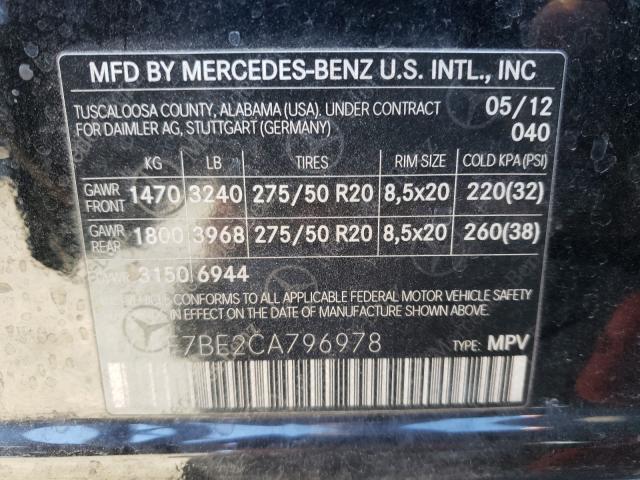 MFD BY MERCEDES-BENZ U.S. INTL., INC
TUSCALOOSA COUNTY, ALABAMA (USA). UNDER CONTRACT 05/12
FOR DAIMLER AG, STUTTGART (GERMANY) 040
KG LB TIRES RIM SIZE COLD KPA (PSI)
GAWR FRONT 1470 3240 275/50 R20 8,5x20 220(32)
GAWR REAR 1800 3968 275/50 R20 8,5x20 260(38)
3150 6944
VEHICLE CONFORMS TO ALL APPLICABLE FEDERAL MOTOR VEHICLE SAFETY
IN EFFECT ON THE DATE OF MANUFACTURE SHOWN ABOVE.
7BE2CA796978
TYPE: MPV